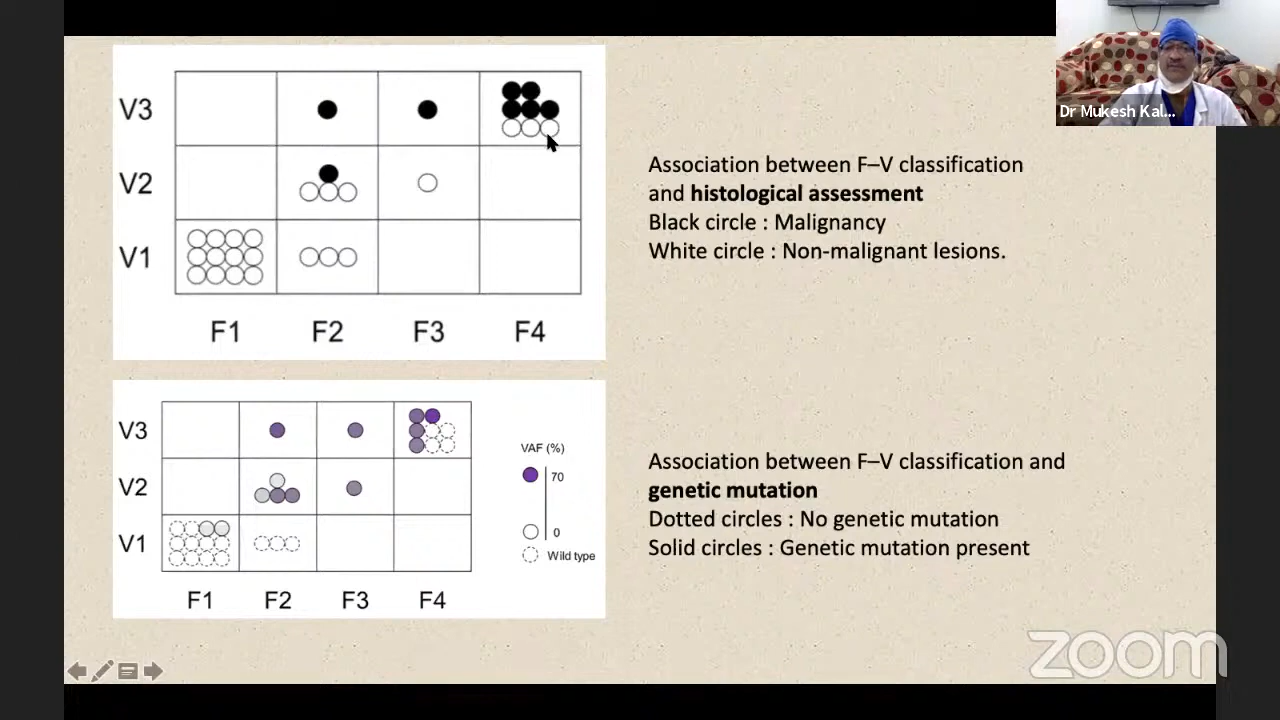 Dr Mukesh Kal...
V3
V2
V1
F1 F2 F3 F4
Association between F–V classification
and histological assessment
Black circle : Malignancy
White circle : Non-malignant lesions.
V3
V2
V1
F1 F2 F3 F4
VAF (%)
70
0
Wild type
Association between F–V classification and
genetic mutation
Dotted circles : No genetic mutation
Solid circles : Genetic mutation present
zoom